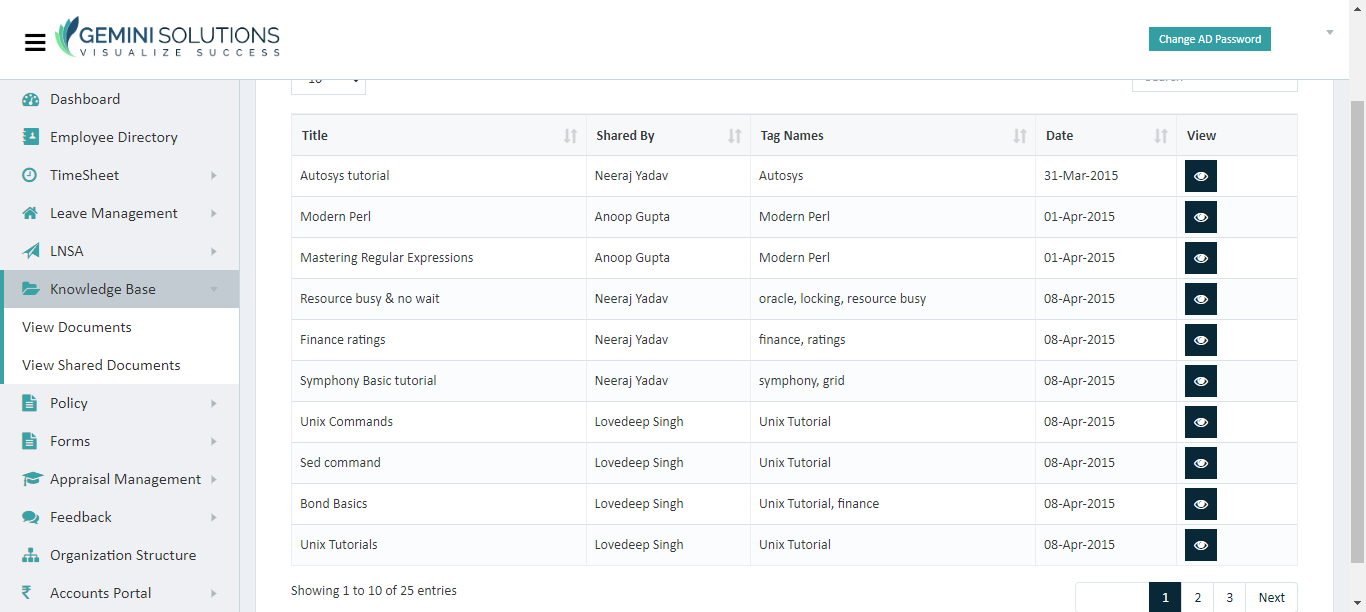 GEMINI SOLUTIONS
VISUALIZE SUCCESS
Change AD Password
Dashboard
Employee Directory
TimeSheet
Leave Management
LNSA
Knowledge Base
View Documents
View Shared Documents
Policy
Forms
Appraisal Management
Feedback
Organization Structure
Accounts Portal
10
Title Shared By Tag Names Date View
Autosys tutorial Neeraj Yadav Autosys 31-Mar-2015
Modern Perl Anoop Gupta Modern Perl 01-Apr-2015
Mastering Regular Expressions Anoop Gupta Modern Perl 01-Apr-2015
Resource busy & no wait Neeraj Yadav oracle, locking, resource busy 08-Apr-2015
Finance ratings Neeraj Yadav finance, ratings 08-Apr-2015
Symphony Basic tutorial Neeraj Yadav symphony, grid 08-Apr-2015
Unix Commands Lovedeep Singh Unix Tutorial 08-Apr-2015
Sed command Lovedeep Singh Unix Tutorial 08-Apr-2015
Bond Basics Lovedeep Singh Unix Tutorial, finance 08-Apr-2015
Unix Tutorials Lovedeep Singh Unix Tutorial 08-Apr-2015
Showing 1 to 10 of 25 entries
1 2 3 Next